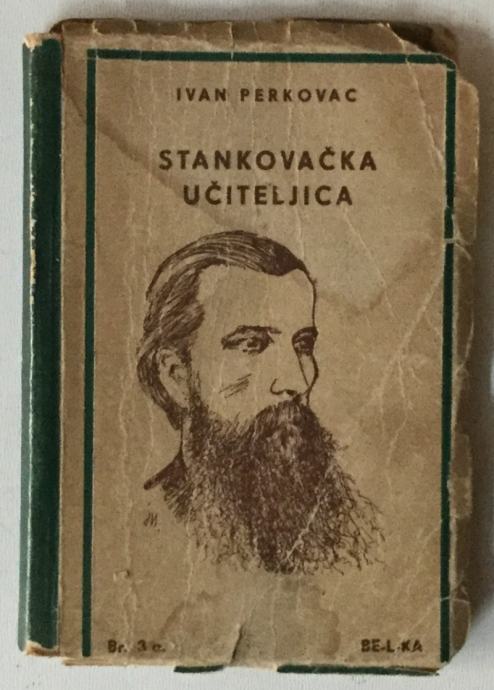 IVAN PERKOVAC
STANKOVAČKA
UČITELJICA
Br. 3 a.
BE-L-KA